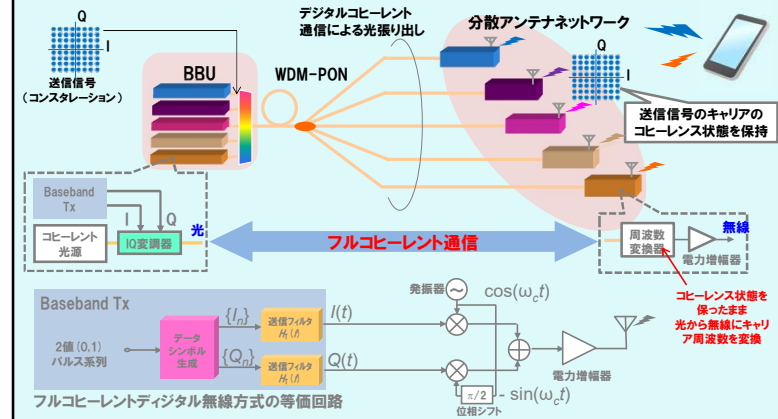 Q
I
送信信号
(コンスタレーション)
BBU
WDM-PON
デジタルコヒーレント
通信による光張り出し
分散アンテナネットワーク
Q
I
送信信号のキャリアの
コヒーレンス状態を保持
Baseband
Tx
I
Q
光
コヒーレント
光源
IQ変調器
フルコヒーレント通信
無線
周波数
変換器
電力増幅器
コヒーレンス状態を
保ったまま
光から無線にキャリ
ア周波数を変換
Baseband Tx
2値(0,1)
パルス系列
データ
シンボル
生成
{I_n}
送信フィルタ
H_T(f)
I(t)
{Q_n}
送信フィルタ
H_T(f)
Q(t)
発振器
cos(ω_c t)
π/2
位相シフト
- sin(ω_c t)
電力増幅器
フルコヒーレントディジタル無線方式の等価回路